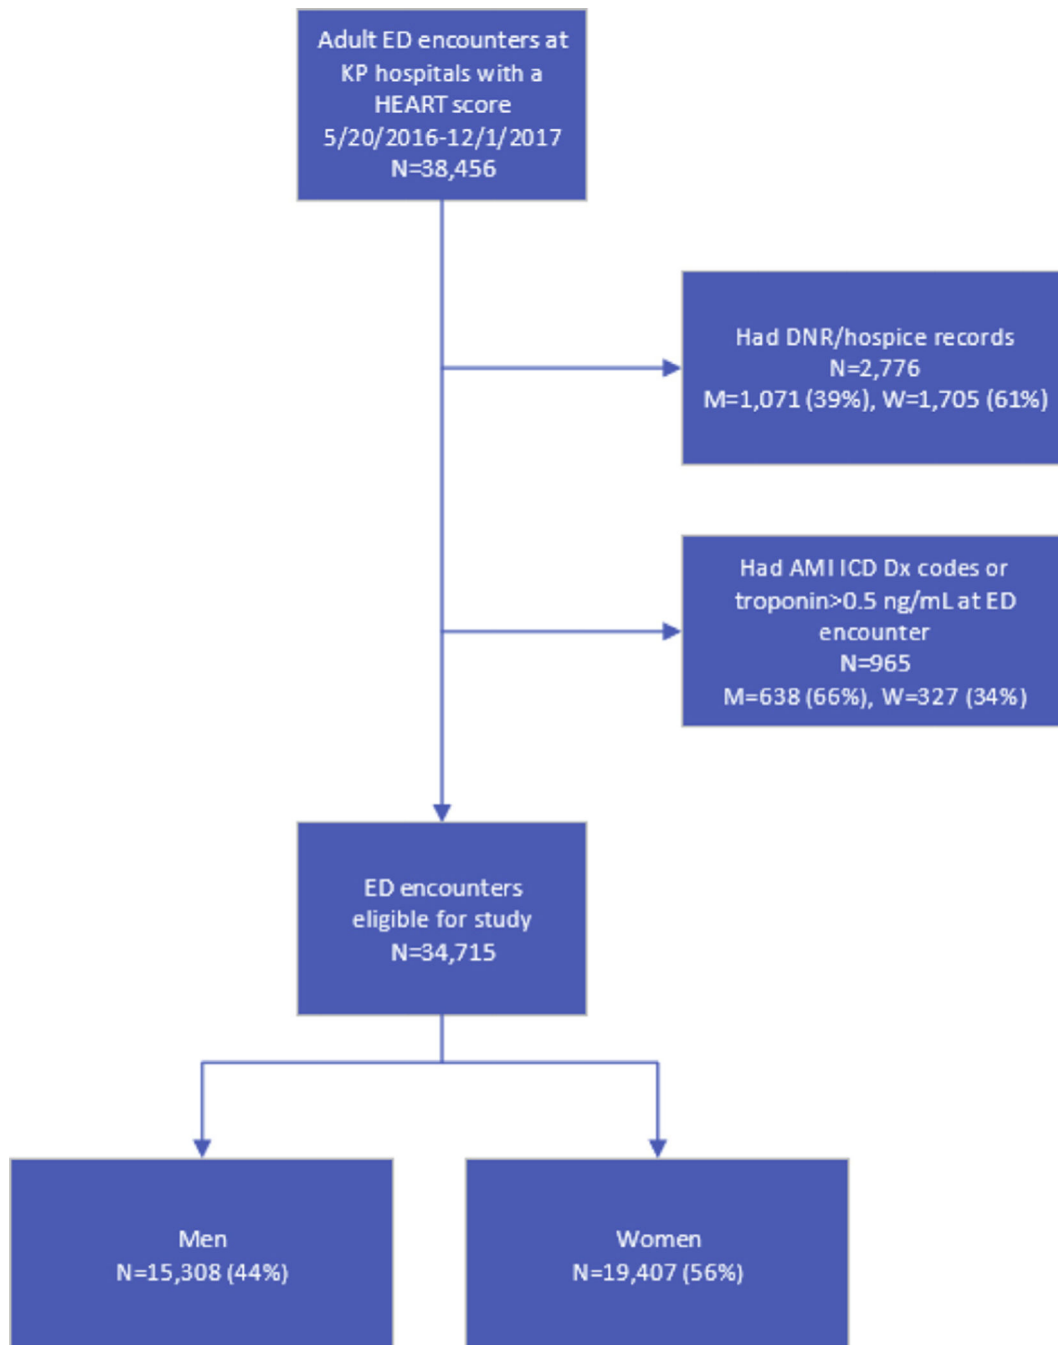 Adult ED encounters at
KP hospitals with a
HEART score
5/20/2016-12/1/2017
N=38,456
Had DNR/hospice records
N=2,776
M=1,071 (39%), W=1,705 (61%)
Had AMI ICD Dx codes or
troponin>0.5 ng/mL at ED
encounter
N=965
M=638 (66%), W=327 (34%)
ED encounters
eligible for study
N=34,715
Men
N=15,308 (44%)
Women
N=19,407 (56%)